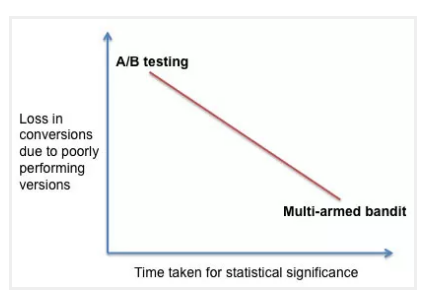 A/B testing
Loss in
conversions
due to poorly
performing
versions
Multi-armed bandit
Time taken for statistical significance